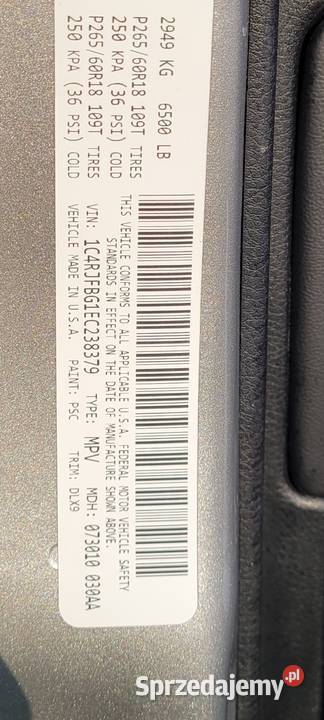 2949 KG 6500 LB
P265/60R18 109T TIRES
250 KPA (36 PSI) COLD
P265/60R18 109T TIRES
250 KPA (36 PSI) COLD
THIS VEHICLE CONFORMS TO ALL APPLICABLE U.S.A. FEDERAL MOTOR VEHICLE SAFETY
STANDARDS IN EFFECT ON THE DATE OF MANUFACTURE SHOWN ABOVE.
VIN: 1C4RJFBG1EC238379 TYPE: MPV MDH: 073010 030AA
VEHICLE MADE IN U.S.A. PAINT: PSC TRIM: DLX9
Sprzedajemy.pl